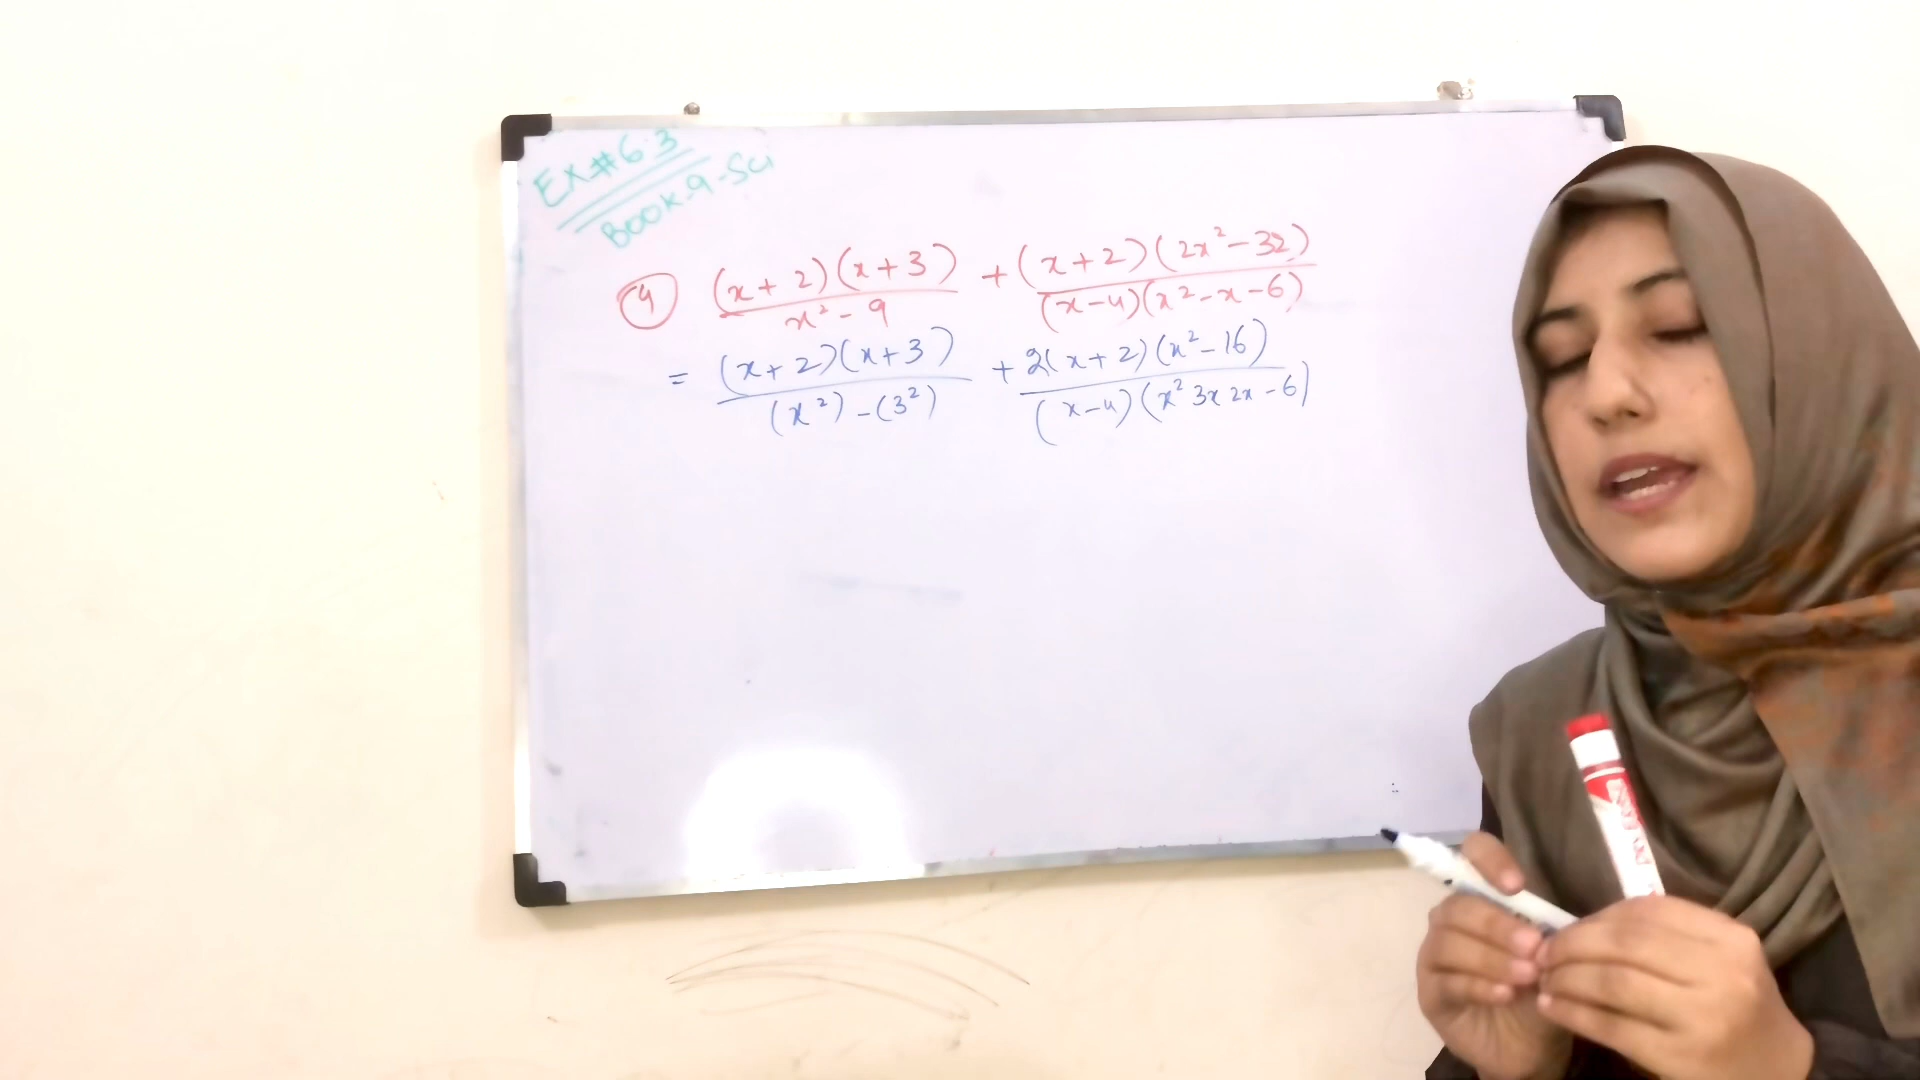 EX#6.3
BOOK-9-Sci
④ (x+2)(x+3)/x²-9 + (x+2)(2x²-32)/(x-4)(x²-x-6)
= (x+2)(x+3)/(x²)-(3²) + 2(x+2)(x²-16)/(x-4)(x² 3x 2x-6)